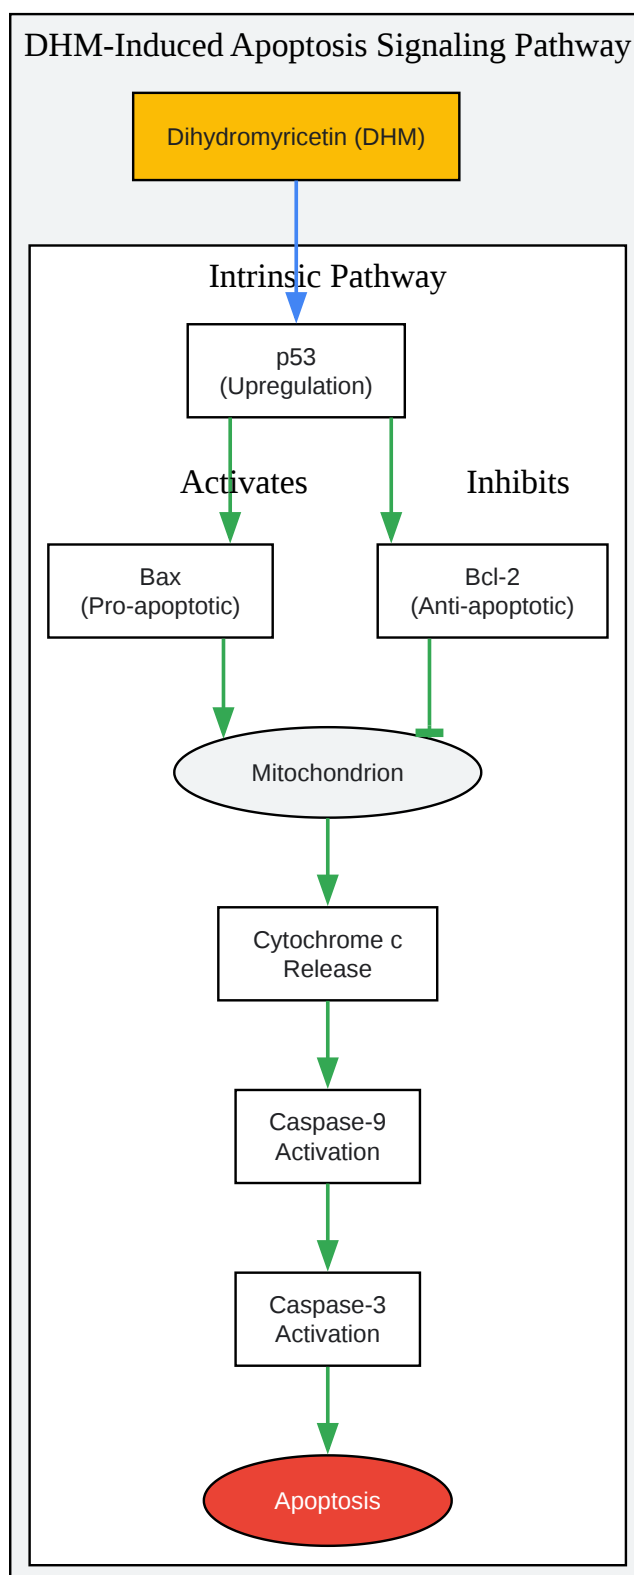 DHM-Induced Apoptosis Signaling Pathway
Dihydromyricetin (DHM)
Intrinsic Pathway
p53
(Upregulation)
Activates
Inhibits
Bax
(Pro-apoptotic)
Bcl-2
(Anti-apoptotic)
Mitochondrion
Cytochrome c
Release
Caspase-9
Activation
Caspase-3
Activation
Apoptosis